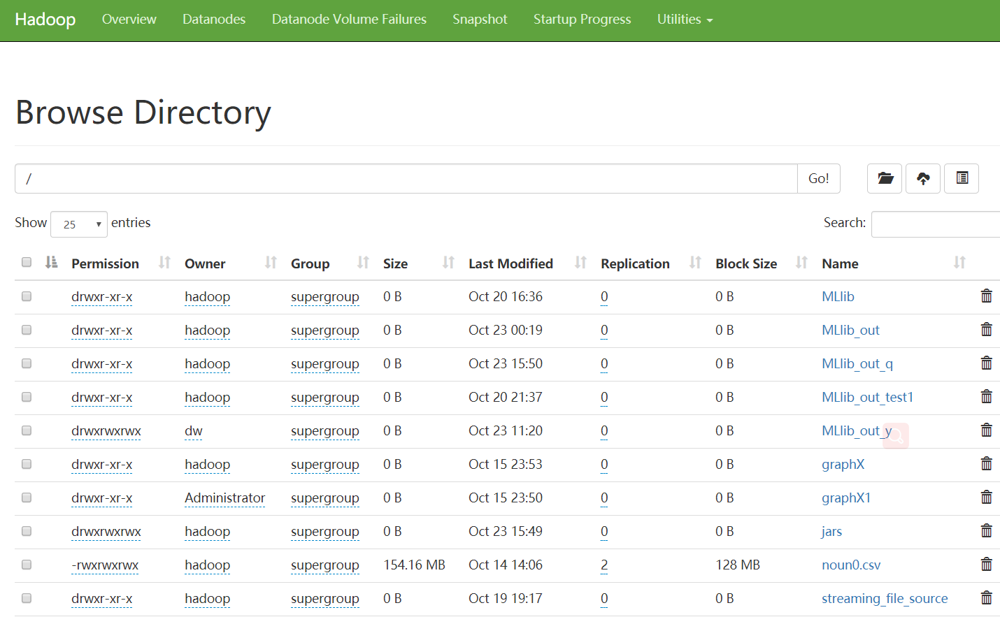 Hadoop Overview Datanodes Datanode Volume Failures Snapshot Startup Progress Utilities
Browse Directory
/ Go!
Show 25 entries Search:
Permission Owner Group Size Last Modified Replication Block Size Name
drwxr-xr-x hadoop supergroup 0 B Oct 20 16:36 0 0 B MLlib
drwxr-xr-x hadoop supergroup 0 B Oct 23 00:19 0 0 B MLlib_out
drwxr-xr-x hadoop supergroup 0 B Oct 23 15:50 0 0 B MLlib_out_q
drwxr-xr-x hadoop supergroup 0 B Oct 20 21:37 0 0 B MLlib_out_test1
drwxrwxrwx dw supergroup 0 B Oct 23 11:20 0 0 B MLlib_out_y
drwxr-xr-x hadoop supergroup 0 B Oct 15 23:53 0 0 B graphX
drwxr-xr-x Administrator supergroup 0 B Oct 15 23:50 0 0 B graphX1
drwxrwxrwx hadoop supergroup 0 B Oct 23 15:49 0 0 B jars
-rwxrwxrwx hadoop supergroup 154.16 MB Oct 14 14:06 2 128 MB noun0.csv
drwxr-xr-x hadoop supergroup 0 B Oct 19 19:17 0 0 B streaming_file_source